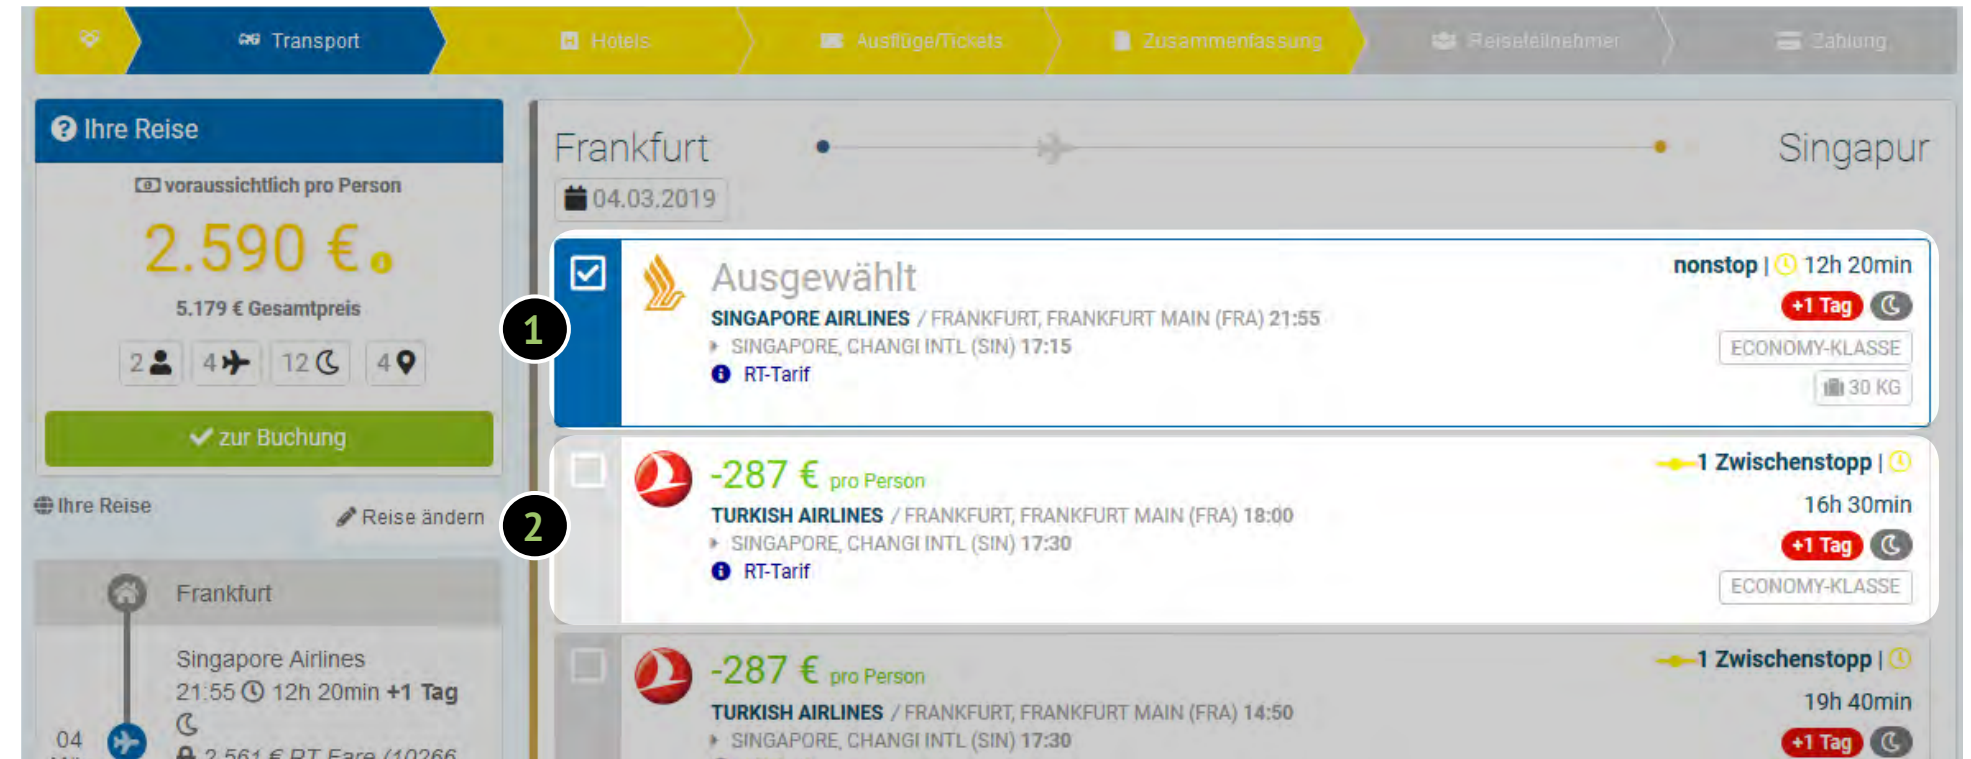 Transport
Hotels
Ausflüge/Tickets
Zusammenfassung
Reiseteilnehmer
Zahlung
Ihre Reise
voraussichtlich pro Person
2.590 €
5.179 € Gesamtpreis
2 4 12 4
zur Buchung
Ihre Reise
Reise ändern
Frankfurt
Singapore Airlines
21:55 12h 20min +1 Tag
04
2.561 € RT Fare (10266
Frankfurt Singapur
04.03.2019
1
Ausgewählt
SINGAPORE AIRLINES / FRANKFURT, FRANKFURT MAIN (FRA) 21:55
SINGAPORE, CHANGI INTL (SIN) 17:15
RT-Tarif
nonstop | 12h 20min
+1 Tag
ECONOMY-KLASSE
30 KG
2
-287 € pro Person
TURKISH AIRLINES / FRANKFURT, FRANKFURT MAIN (FRA) 18:00
SINGAPORE, CHANGI INTL (SIN) 17:30
RT-Tarif
1 Zwischenstopp |
16h 30min
+1 Tag
ECONOMY-KLASSE
-287 € pro Person
TURKISH AIRLINES / FRANKFURT, FRANKFURT MAIN (FRA) 14:50
SINGAPORE, CHANGI INTL (SIN) 17:30
1 Zwischenstopp |
19h 40min
+1 Tag